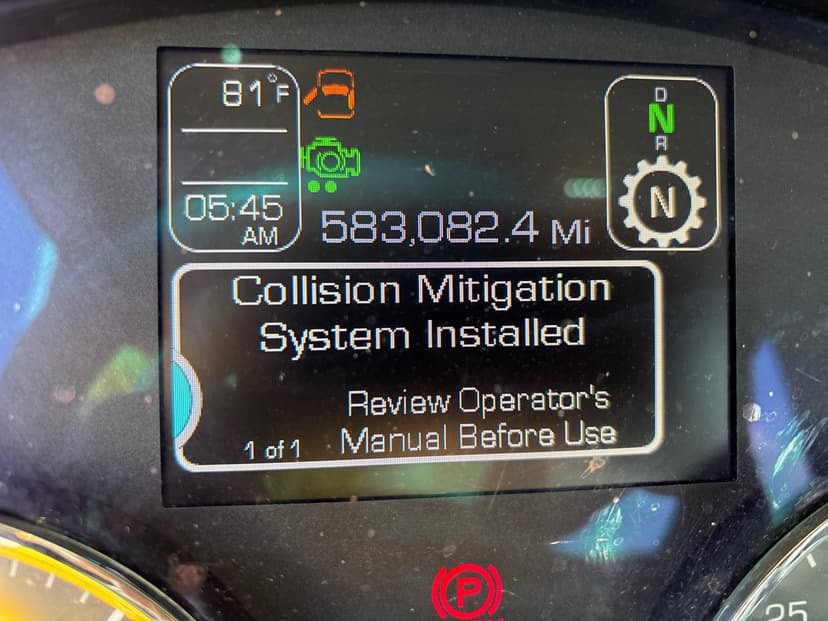 81°F
05:45
AM
583,082.4 Mi
D
N
R
N
Collision Mitigation
System Installed
Review Operator's
Manual Before Use
1 of 1
P
25